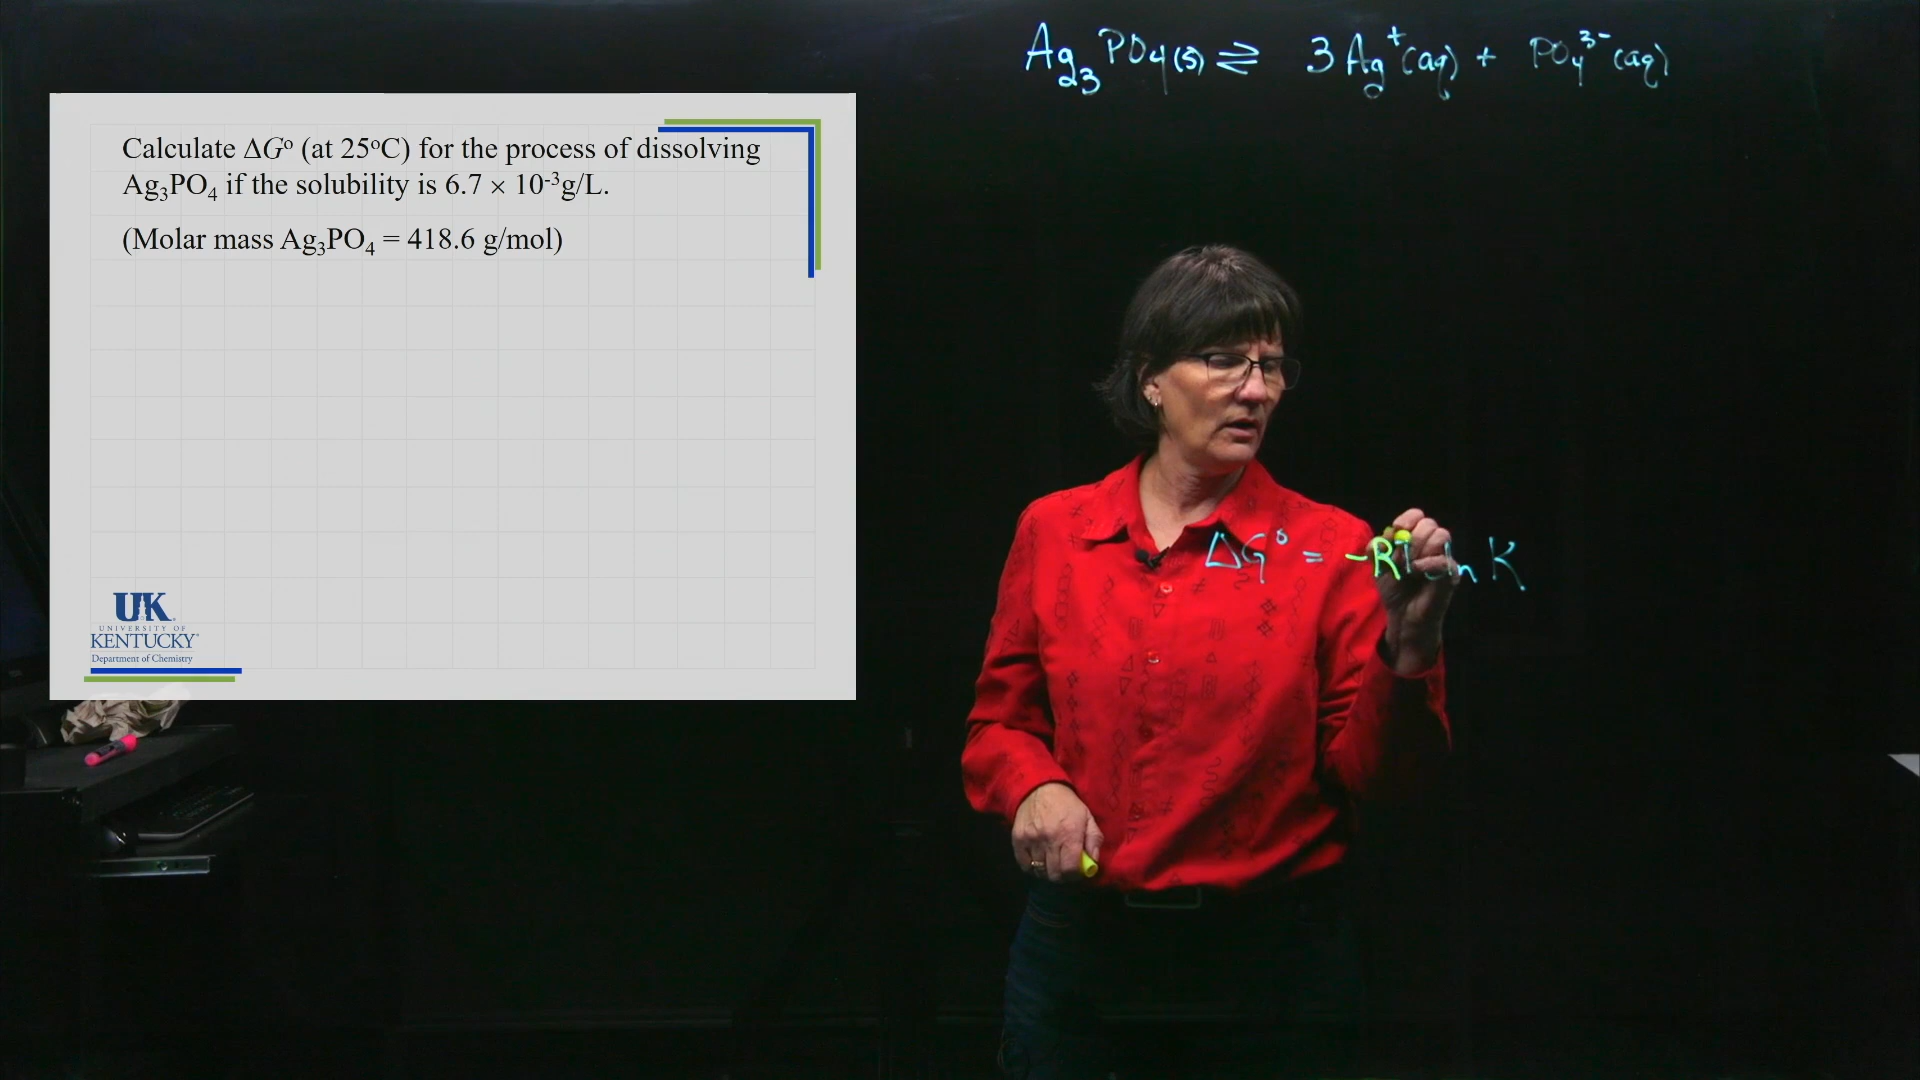 Ag₃PO₄(s) ⇌ 3Ag⁺(aq) + PO₄³⁻(aq)
Calculate ΔG° (at 25°C) for the process of dissolving
Ag₃PO₄ if the solubility is 6.7 × 10⁻³g/L.
(Molar mass Ag₃PO₄ = 418.6 g/mol)
ΔG° = -RT ln K
UK
UNIVERSITY OF
KENTUCKY
Department of Chemistry